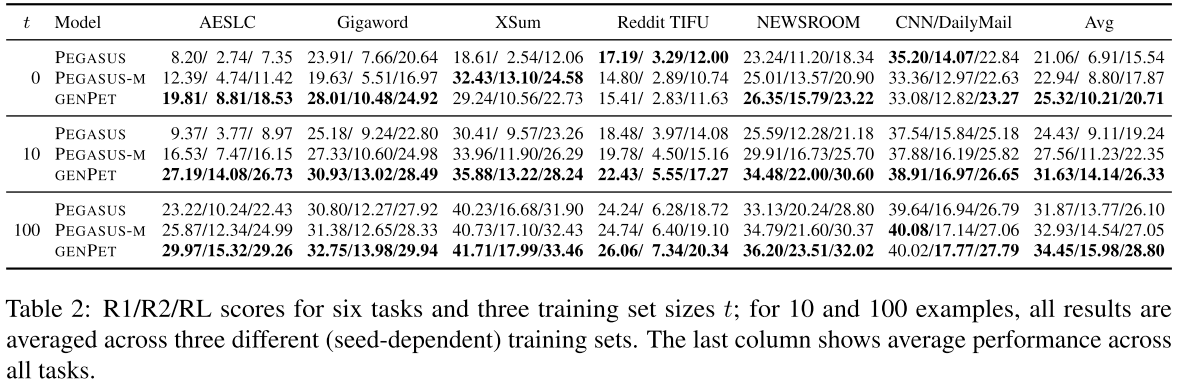 t Model AESLC Gigaword XSum Reddit TIFU NEWSROOM CNN/DailyMail Avg
PEGASUS 8.20/ 2.74/ 7.35 23.91/ 7.66/20.64 18.61/ 2.54/12.06 17.19/ 3.29/12.00 23.24/11.20/18.34 35.20/14.07/22.84 21.06/ 6.91/15.54
0 PEGASUS-M 12.39/ 4.74/11.42 19.63/ 5.51/16.97 32.43/13.10/24.58 14.80/ 2.89/10.74 25.01/13.57/20.90 33.36/12.97/22.63 22.94/ 8.80/17.87
GENPET 19.81/ 8.81/18.53 28.01/10.48/24.92 29.24/10.56/22.73 15.41/ 2.83/11.63 26.35/15.79/23.22 33.08/12.82/23.27 25.32/10.21/20.71
PEGASUS 9.37/ 3.77/ 8.97 25.18/ 9.24/22.80 30.41/ 9.57/23.26 18.48/ 3.97/14.08 25.59/12.28/21.18 37.54/15.84/25.18 24.43/ 9.11/19.24
10 PEGASUS-M 16.53/ 7.47/16.15 27.33/10.60/24.98 33.96/11.90/26.29 19.78/ 4.50/15.16 29.91/16.73/25.70 37.88/16.19/25.82 27.56/11.23/22.35
GENPET 27.19/14.08/26.73 30.93/13.02/28.49 35.88/13.22/28.24 22.43/ 5.55/17.27 34.48/22.00/30.60 38.91/16.97/26.65 31.63/14.14/26.33
PEGASUS 23.22/10.24/22.43 30.80/12.27/27.92 40.23/16.68/31.90 24.24/ 6.28/18.72 33.13/20.24/28.80 39.64/16.94/26.79 31.87/13.77/26.10
100 PEGASUS-M 25.87/12.34/24.99 31.38/12.65/28.33 40.73/17.10/32.43 24.74/ 6.40/19.10 34.79/21.60/30.37 40.08/17.14/27.06 32.93/14.54/27.05
GENPET 29.97/15.32/29.26 32.75/13.98/29.94 41.71/17.99/33.46 26.06/ 7.34/20.34 36.20/23.51/32.02 40.02/17.77/27.79 34.45/15.98/28.80
Table 2: R1/R2/RL scores for six tasks and three training set sizes t; for 10 and 100 examples, all results are
averaged across three different (seed-dependent) training sets. The last column shows average performance across
all tasks.